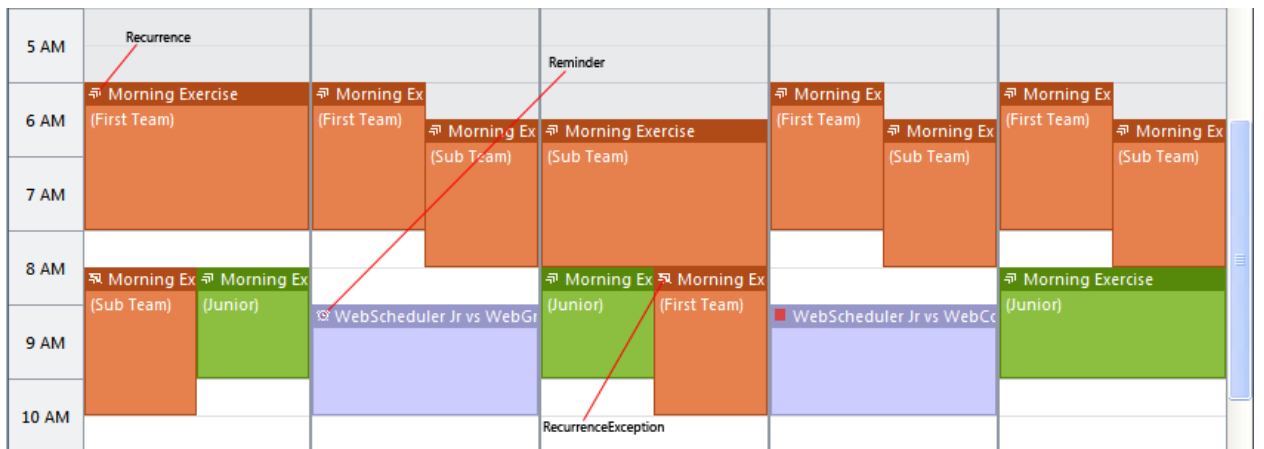 5 AM
Recurrence
Reminder
Morning Exercise
Morning Ex
Morning Ex
Morning Ex
6 AM
(First Team)
(First Team)
(First Team)
(First Team)
Morning Ex
Morning Exercise
Morning Ex
Morning Ex
(Sub Team)
(Sub Team)
(Sub Team)
(Sub Team)
7 AM
8 AM
Morning Ex
Morning Ex
Morning Ex
Morning Ex
Morning Exercise
(Sub Team)
(Junior)
(Junior)
(First Team)
(Junior)
WebScheduler Jr vs WebGr
WebScheduler Jr vs WebCo
9 AM
10 AM
RecurrenceException